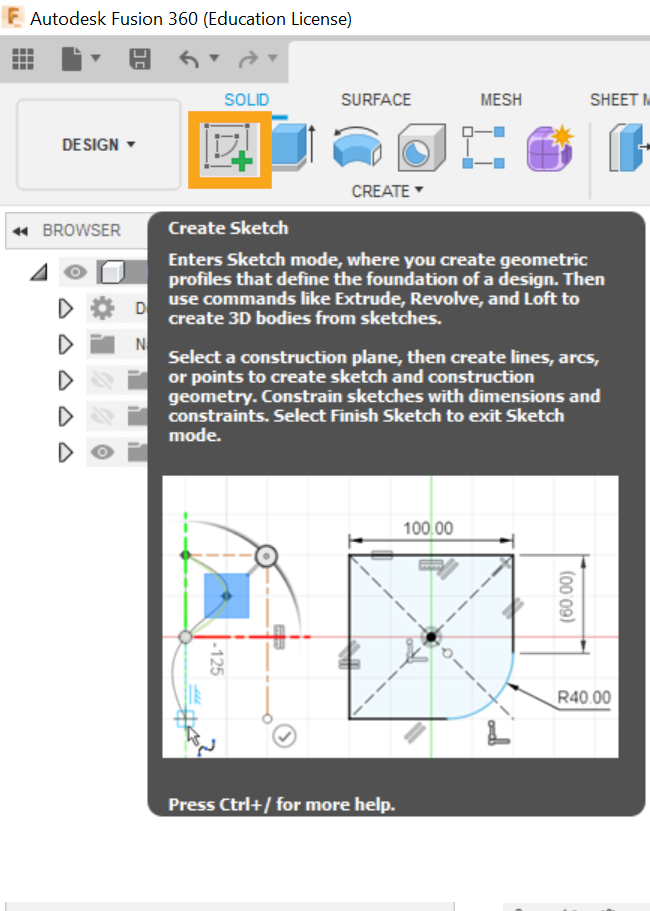 Autodesk Fusion 360 (Education License)
SOLID SURFACE MESH SHEET M
DESIGN
CREATE
BROWSER
Create Sketch
Enters Sketch mode, where you create geometric
profiles that define the foundation of a design. Then
use commands like Extrude, Revolve, and Loft to
create 3D bodies from sketches.
Select a construction plane, then create lines, arcs,
or points to create sketch and construction
geometry. Constrain sketches with dimensions and
constraints. Select Finish Sketch to exit Sketch
mode.
100.00
(60.00)
-125
R40.00
Press Ctrl+/ for more help.